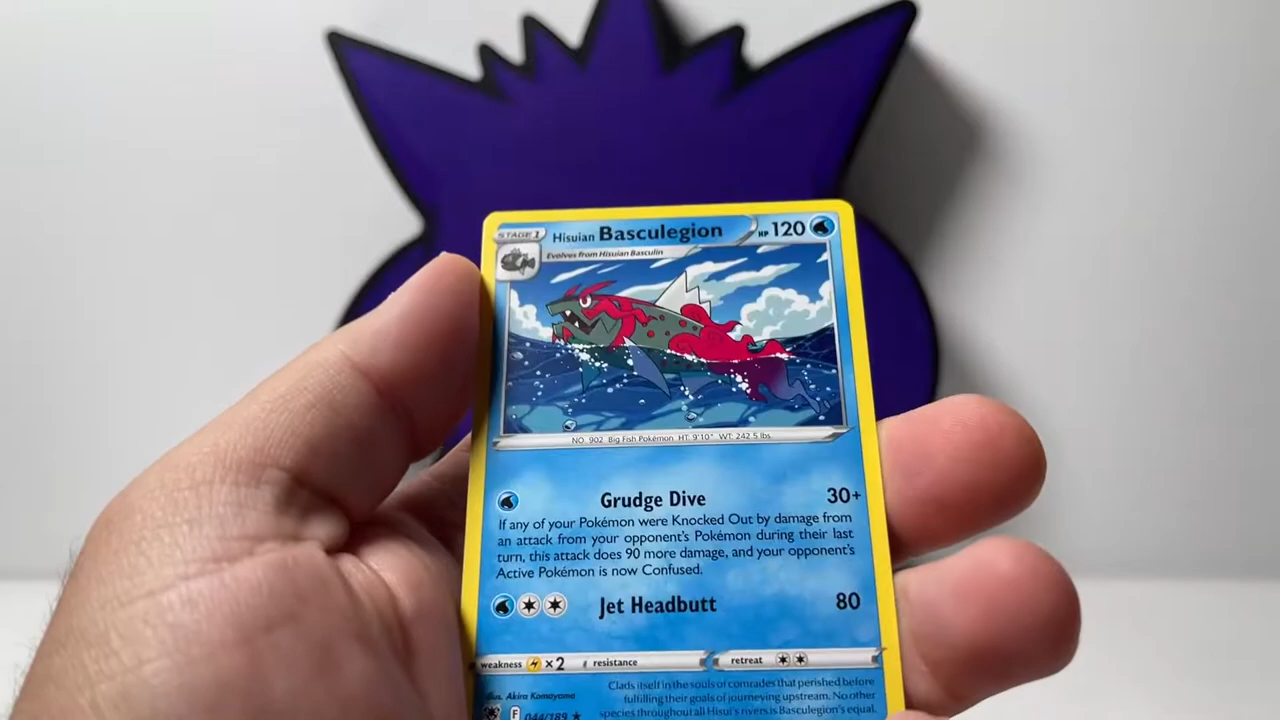 STAGE 1 Hisuian Basculegion HP 120
Evolves from Hisuian Basculin
NO. 902 Big Fish Pokémon HT: 9'10" WT: 242.5 lbs.
Grudge Dive 30+
If any of your Pokémon were Knocked Out by damage from
an attack from your opponent's Pokémon during their last
turn, this attack does 90 more damage, and your opponent's
Active Pokémon is now Confused.
Jet Headbutt 80
weakness ×2 resistance retreat
Clads itself in the souls of comrades that perished before
fulfilling their goals of journeying upstream. No other
species throughout all Hisui's rivers is Basculegion's equal.
Illus. Akira Komayama
F 044/189 ★